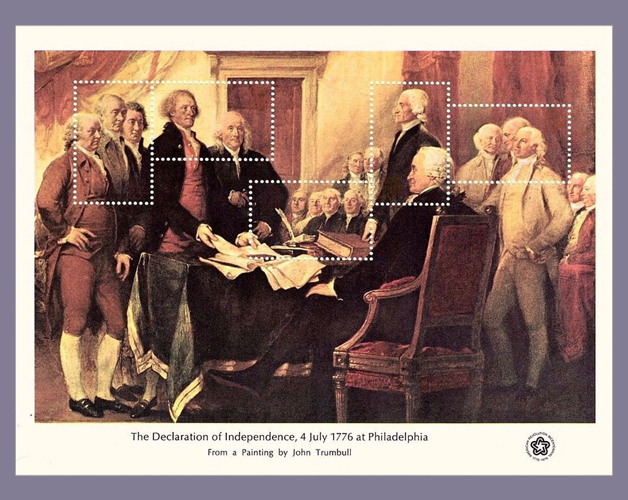 The Declaration of Independence, 4 July 1776 at Philadelphia
From a Painting by John Trumbull